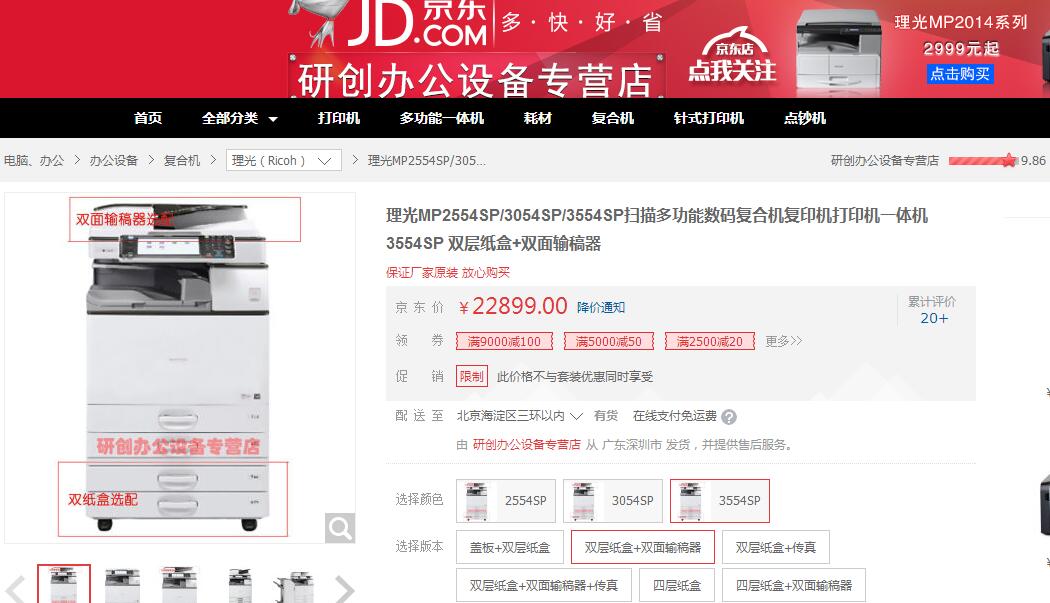 JD.COM 京东 多·快·好·省
研创办公设备专营店
京东店
点我关注
理光MP2014系列
2999元起
点击购买
首页 全部分类 打印机 多功能一体机 耗材 复合机 针式打印机 点钞机
电脑、办公 > 办公设备 > 复合机 > 理光（Ricoh） > 理光MP2554SP/305...
研创办公设备专营店 9.86
双面输稿器选配
研创办公设备专营店
双纸盒选配
理光MP2554SP/3054SP/3554SP扫描多功能数码复合机复印机打印机一体机
3554SP 双层纸盒+双面输稿器
保证厂家原装 放心购买
京东价 ￥22899.00 降价通知
累计评价
20+
领券 满9000减100 满5000减50 满2500减20 更多>>
促销 限制 此价格不与套装优惠同时享受
配送至 北京海淀区三环以内 有货 在线支付免运费 ?
由 研创办公设备专营店 从 广东深圳市 发货，并提供售后服务。
选择颜色 2554SP 3054SP 3554SP
选择版本 盖板+双层纸盒 双层纸盒+双面输稿器 双层纸盒+传真
双层纸盒+双面输稿器+传真 四层纸盒 四层纸盒+双面输稿器